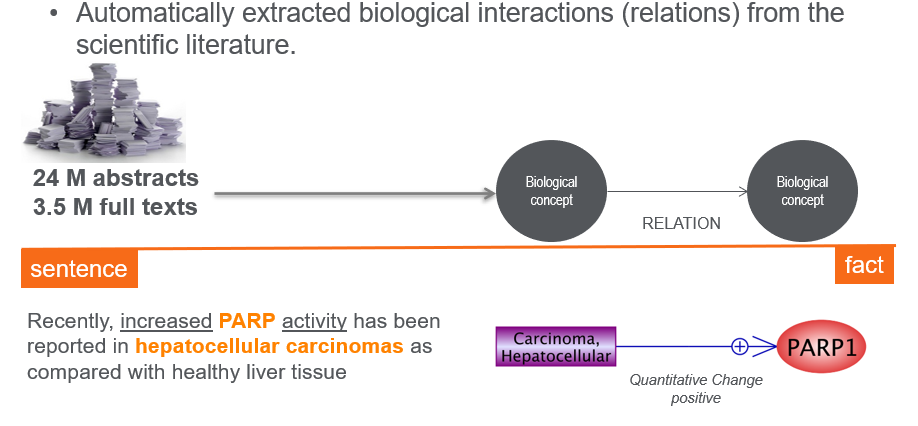 • Automatically extracted biological interactions (relations) from the
scientific literature.
24 M abstracts
3.5 M full texts
Biological
concept
RELATION
Biological
concept
sentence
fact
Recently, increased PARP activity has been
reported in hepatocellular carcinomas as
compared with healthy liver tissue
Carcinoma,
Hepatocellular
+
PARP1
Quantitative Change
positive